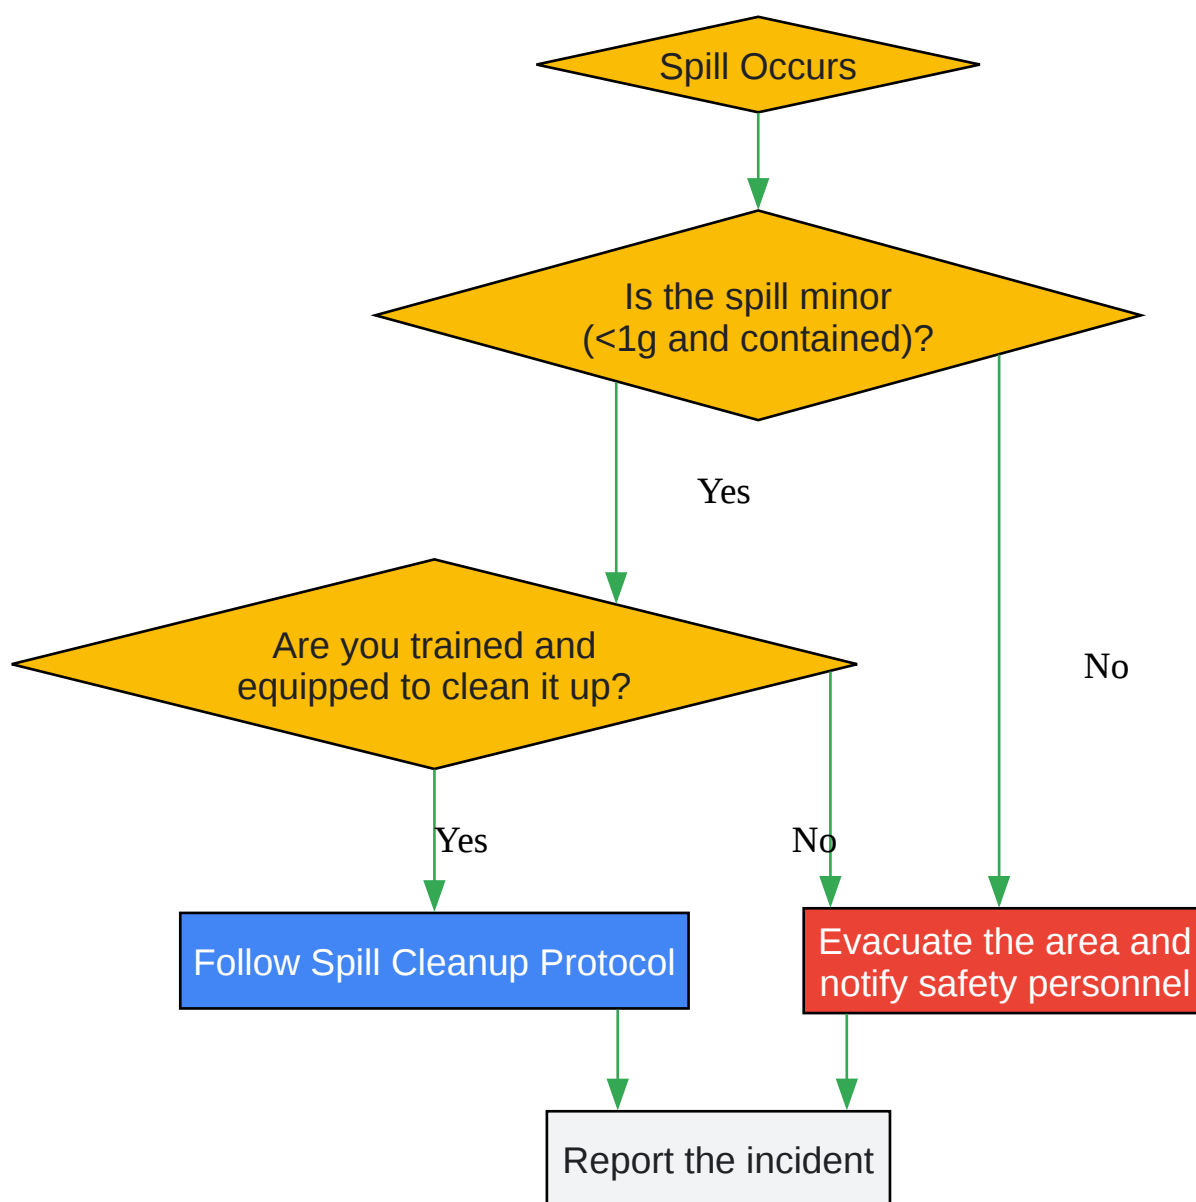 Spill Occurs
Is the spill minor
(<1g and contained)?
Yes
No
Are you trained and
equipped to clean it up?
Yes
No
Follow Spill Cleanup Protocol
Evacuate the area and
notify safety personnel
Report the incident